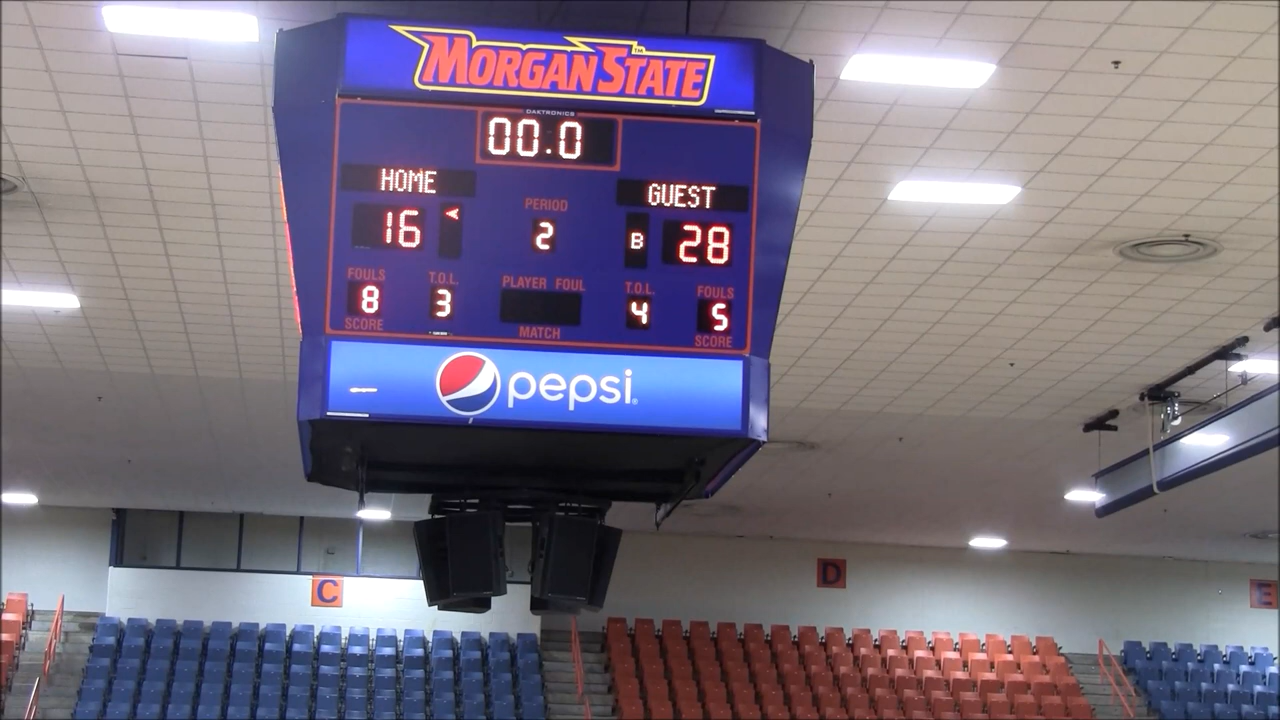 MORGAN STATE™
DAKTRONICS
00.0
HOME GUEST
16 A PERIOD B 28
2
FOULS T.O.L. PLAYER FOUL T.O.L. FOULS
8 3 4 5
SCORE MATCH SCORE
pepsi®
C D E